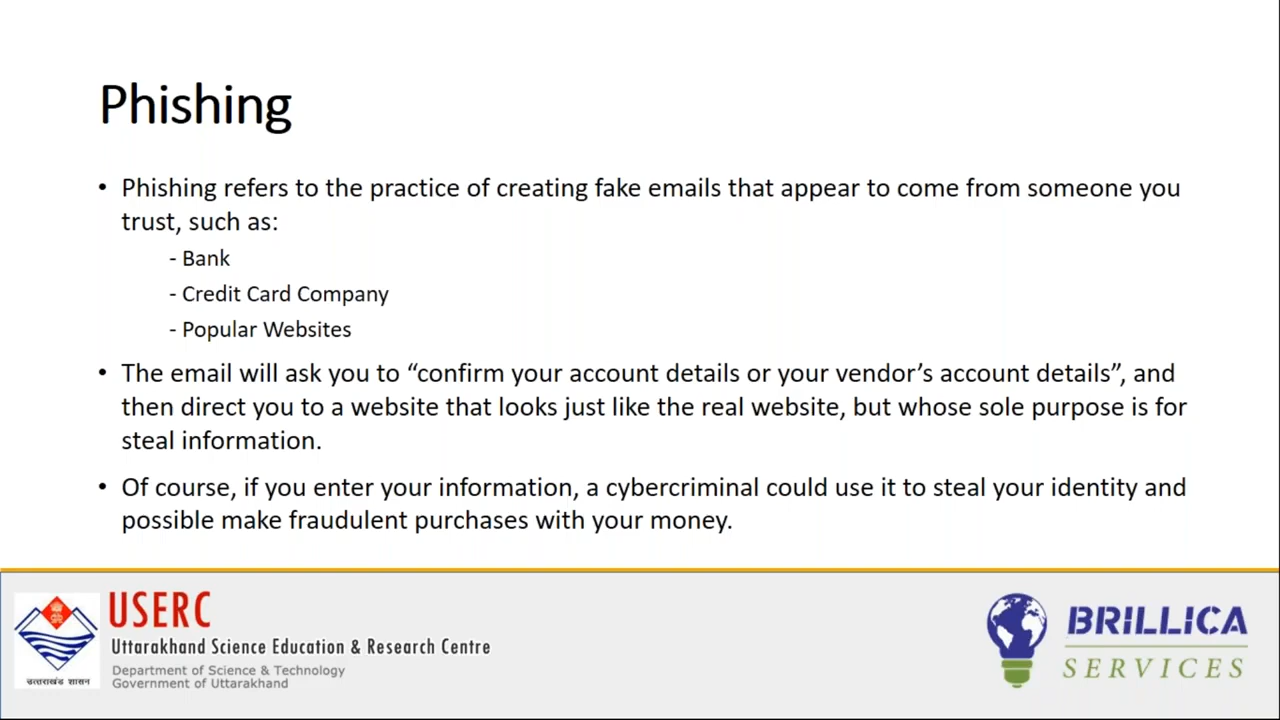 Phishing
• Phishing refers to the practice of creating fake emails that appear to come from someone you
trust, such as:
- Bank
- Credit Card Company
- Popular Websites
• The email will ask you to “confirm your account details or your vendor’s account details”, and
then direct you to a website that looks just like the real website, but whose sole purpose is for
steal information.
• Of course, if you enter your information, a cybercriminal could use it to steal your identity and
possible make fraudulent purchases with your money.
USERC
Uttarakhand Science Education & Research Centre
Department of Science & Technology
Government of Uttarakhand
उत्तराखंड शासन
BRILLICA
SERVICES